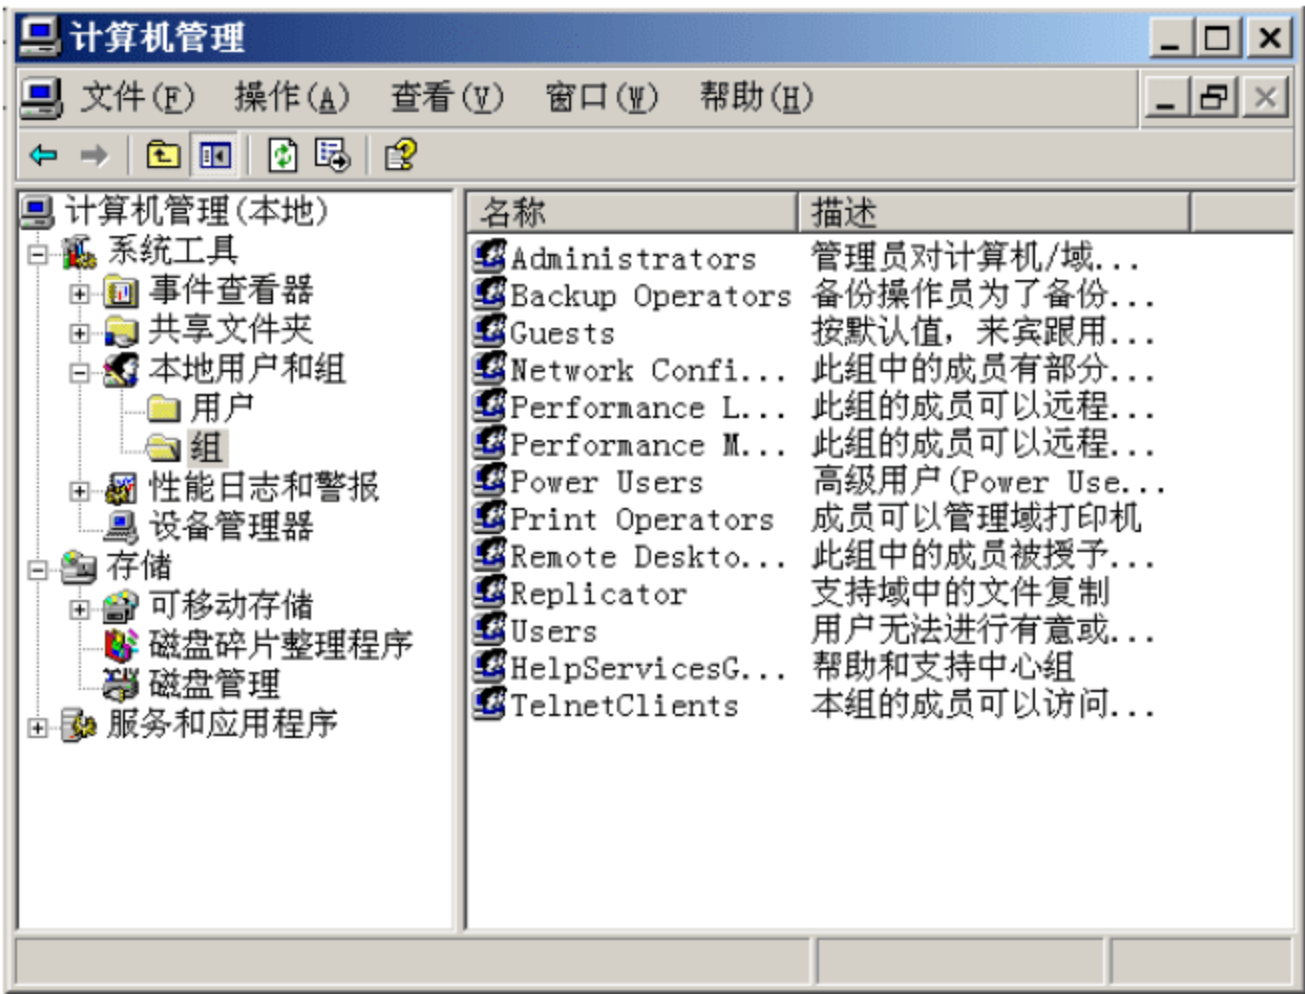 计算机管理
文件(F) 操作(A) 查看(V) 窗口(W) 帮助(H)
计算机管理(本地)
系统工具
事件查看器
共享文件夹
本地用户和组
用户
组
性能日志和警报
设备管理器
存储
可移动存储
磁盘碎片整理程序
磁盘管理
服务和应用程序
名称 描述
Administrators 管理员对计算机/域...
Backup Operators 备份操作员为了备份...
Guests 按默认值，来宾跟用...
Network Confi... 此组中的成员有部分...
Performance L... 此组的成员可以远程...
Performance M... 此组的成员可以远程...
Power Users 高级用户(Power Use...
Print Operators 成员可以管理域打印机
Remote Deskto... 此组中的成员被授予...
Replicator 支持域中的文件复制
Users 用户无法进行有意或...
HelpServicesG... 帮助和支持中心组
TelnetClients 本组的成员可以访问...